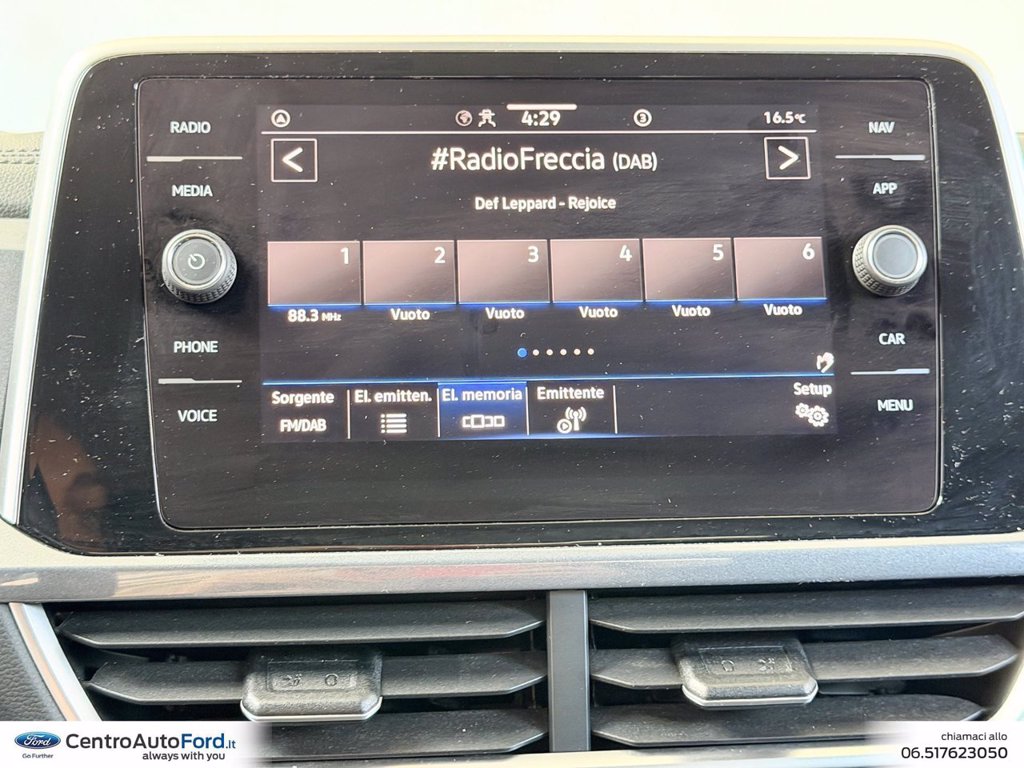 RADIO
MEDIA
PHONE
VOICE
A
4:29
3
16.5°C
< #RadioFreccia (DAB) >
Def Leppard - Rejoice
1 2 3 4 5 6
88.3 MHz Vuoto Vuoto Vuoto Vuoto Vuoto
Sorgente El. emitten. El. memoria Emittente Setup
FM/DAB
NAV
APP
CAR
MENU
Ford
Go Further
CentroAutoFord.it
always with you
chiamaci allo
06.517623050